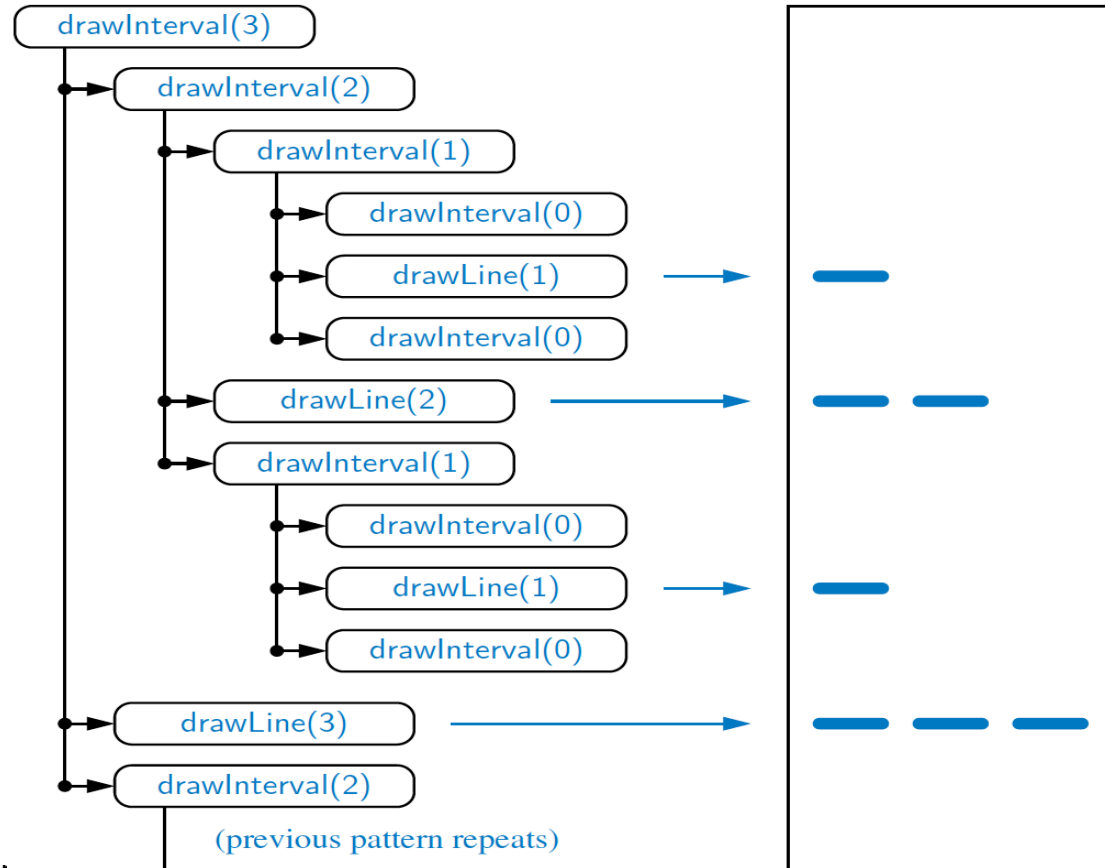 drawInterval(3)
drawInterval(2)
drawInterval(1)
drawInterval(0)
drawLine(1)
drawInterval(0)
drawLine(2)
drawInterval(1)
drawInterval(0)
drawLine(1)
drawInterval(0)
drawLine(3)
drawInterval(2)
(previous pattern repeats)